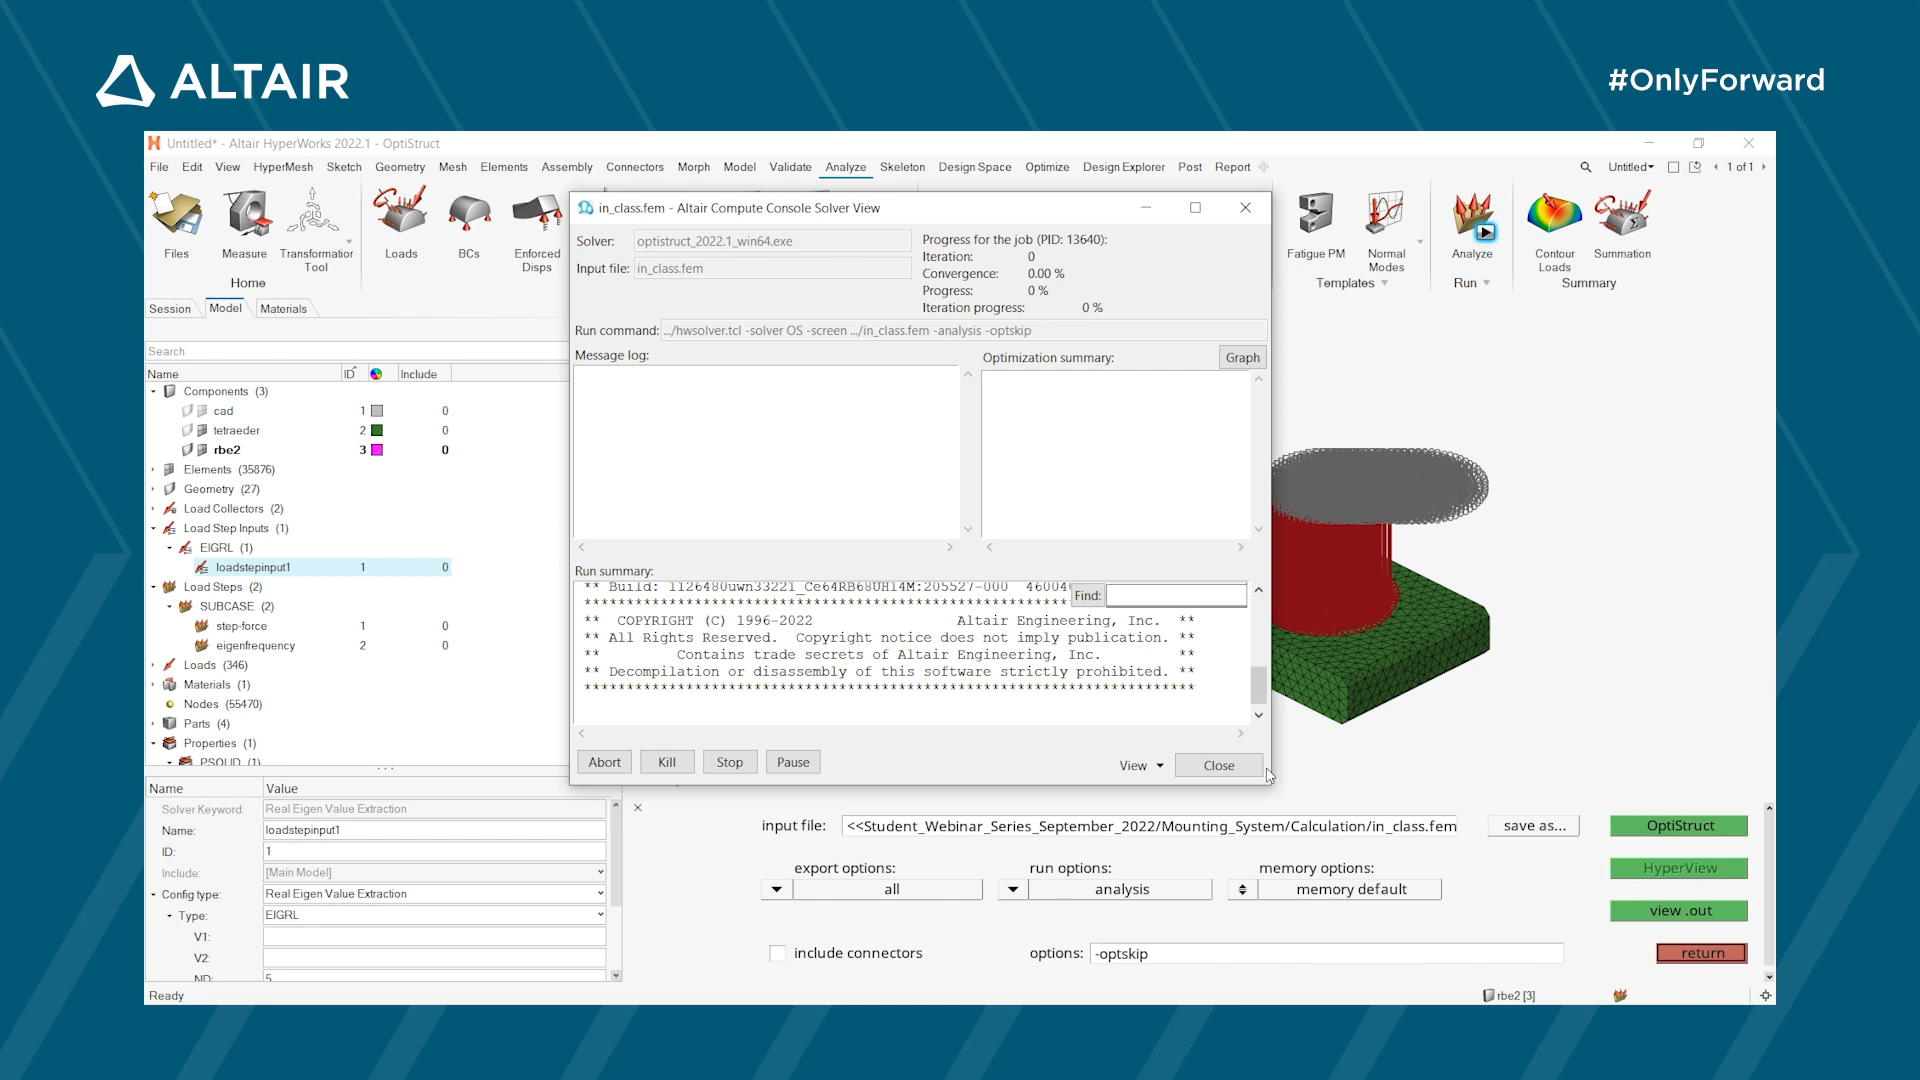 ALTAIR
#OnlyForward
Untitled* - Altair HyperWorks 2022.1 - OptiStruct
File Edit View HyperMesh Sketch Geometry Mesh Elements Assembly Connectors Morph Model Validate Analyze Skeleton Design Space Optimize Design Explorer Post Report Untitled 1 of 1
Files Measure Transformation Tool Loads BCs Enforced Disps Fatigue PM Normal Modes Analyze Contour Loads Summation
Home Templates Run Summary
Session Model Materials
Search
Name ID Include
Components (3)
cad 1 0
tetraeder 2 0
rbe2 3 0
Elements (35876)
Geometry (27)
Load Collectors (2)
Load Step Inputs (1)
EIGRL (1)
loadstepinput1 1 0
Load Steps (2)
SUBCASE (2)
step-force 1 0
eigenfrequency 2 0
Loads (346)
Materials (1)
Nodes (55470)
Parts (4)
Properties (1)
PSOLID (1)
Name Value
Solver Keyword: Real Eigen Value Extraction
Name: loadstepinput1
ID: 1
Include: [Main Model]
Config type: Real Eigen Value Extraction
Type: EIGRL
V1:
V2:
ND: 5
Ready
in_class.fem - Altair Compute Console Solver View
Solver: optistruct_2022.1_win64.exe
Input file: in_class.fem
Progress for the job (PID: 13640):
Iteration: 0
Convergence: 0.00 %
Progress: 0 %
Iteration progress: 0 %
Run command: .../hwsolver.tcl -solver OS -screen .../in_class.fem -analysis -optskip
Message log:
Optimization summary:
Graph
Run summary:
Find:
** Build: 1126480uwn33221_Ce64RB68UH14M:205527-000 46004
************************************************************
** COPYRIGHT (C) 1996-2022 Altair Engineering, Inc. **
** All Rights Reserved. Copyright notice does not imply publication. **
** Contains trade secrets of Altair Engineering, Inc. **
** Decompilation or disassembly of this software strictly prohibited. **
************************************************************************
Abort Kill Stop Pause View Close
input file: <<Student_Webinar_Series_September_2022/Mounting_System/Calculation/in_class.fem save as... OptiStruct
export options: run options: memory options: HyperView
all analysis memory default
view .out
include connectors options: -optskip return
rbe2 [3]